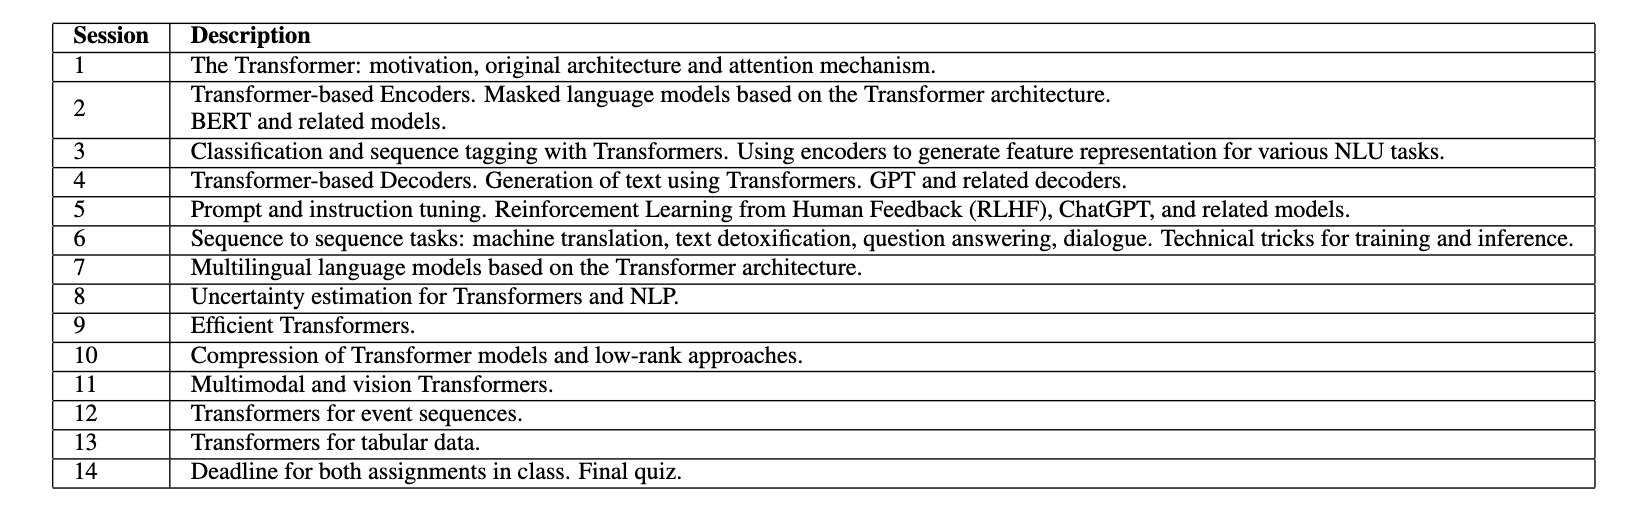 Session Description
1 The Transformer: motivation, original architecture and attention mechanism.
2 Transformer-based Encoders. Masked language models based on the Transformer architecture.
BERT and related models.
3 Classification and sequence tagging with Transformers. Using encoders to generate feature representation for various NLU tasks.
4 Transformer-based Decoders. Generation of text using Transformers. GPT and related decoders.
5 Prompt and instruction tuning. Reinforcement Learning from Human Feedback (RLHF), ChatGPT, and related models.
6 Sequence to sequence tasks: machine translation, text detoxification, question answering, dialogue. Technical tricks for training and inference.
7 Multilingual language models based on the Transformer architecture.
8 Uncertainty estimation for Transformers and NLP.
9 Efficient Transformers.
10 Compression of Transformer models and low-rank approaches.
11 Multimodal and vision Transformers.
12 Transformers for event sequences.
13 Transformers for tabular data.
14 Deadline for both assignments in class. Final quiz.